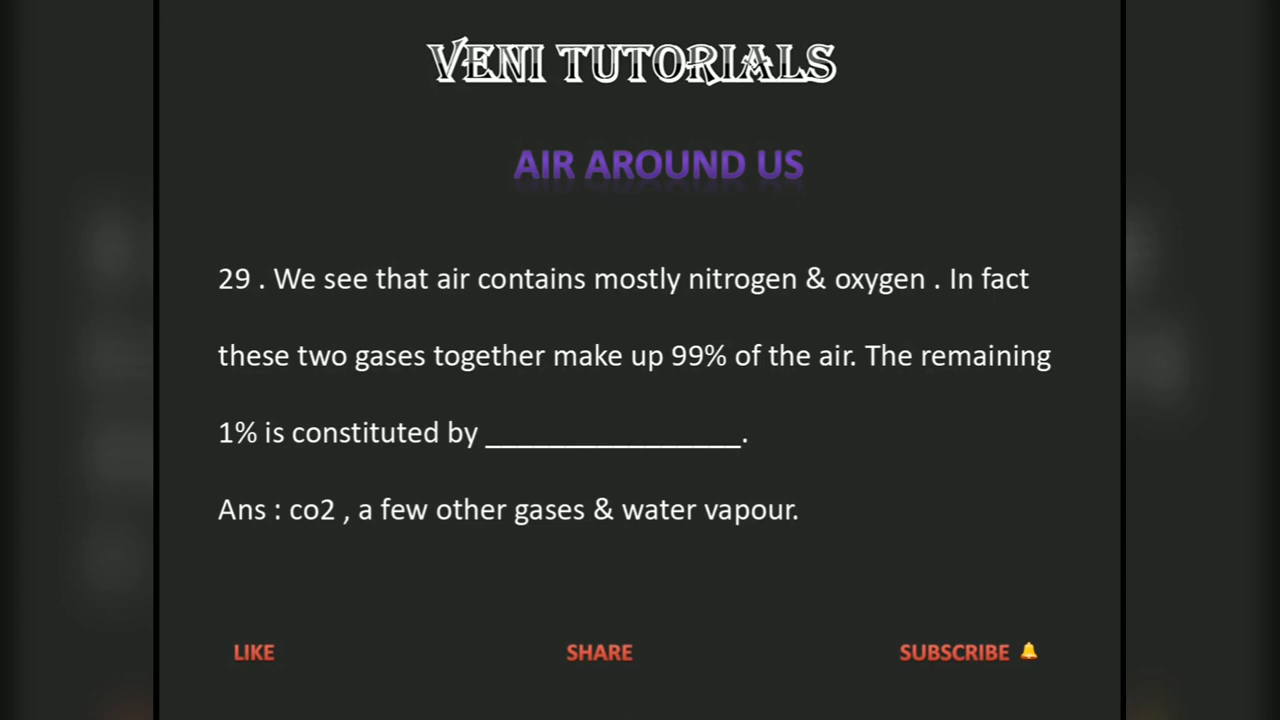 VENI TUTORIALS
AIR AROUND US
29 . We see that air contains mostly nitrogen & oxygen . In fact
these two gases together make up 99% of the air. The remaining
1% is constituted by ________________.
Ans : co2 , a few other gases & water vapour.
LIKE SHARE SUBSCRIBE 🔔